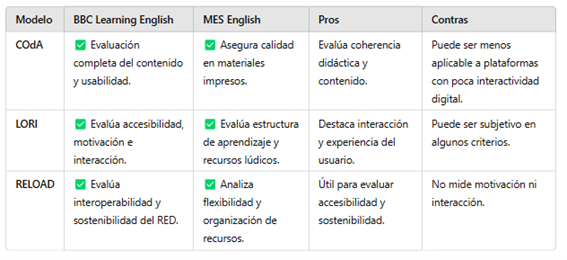 Modelo BBC Learning English MES English Pros Contras
COdA ✅ Evaluación ✅ Asegura calidad Evalúa coherencia Puede ser menos
completa del contenido en materiales didáctica y aplicable a plataformas
y usabilidad. impresos. contenido. con poca interactividad
digital.
LORI ✅ Evalúa accesibilidad, ✅ Evalúa estructura Destaca interacción Puede ser subjetivo en
motivación e de aprendizaje y y experiencia del algunos criterios.
interacción. recursos lúdicos. usuario.
RELOAD ✅ Evalúa ✅ Analiza Útil para evaluar No mide motivación ni
interoperabilidad y flexibilidad y accesibilidad y interacción.
sostenibilidad del RED. organización de sostenibilidad.
recursos.